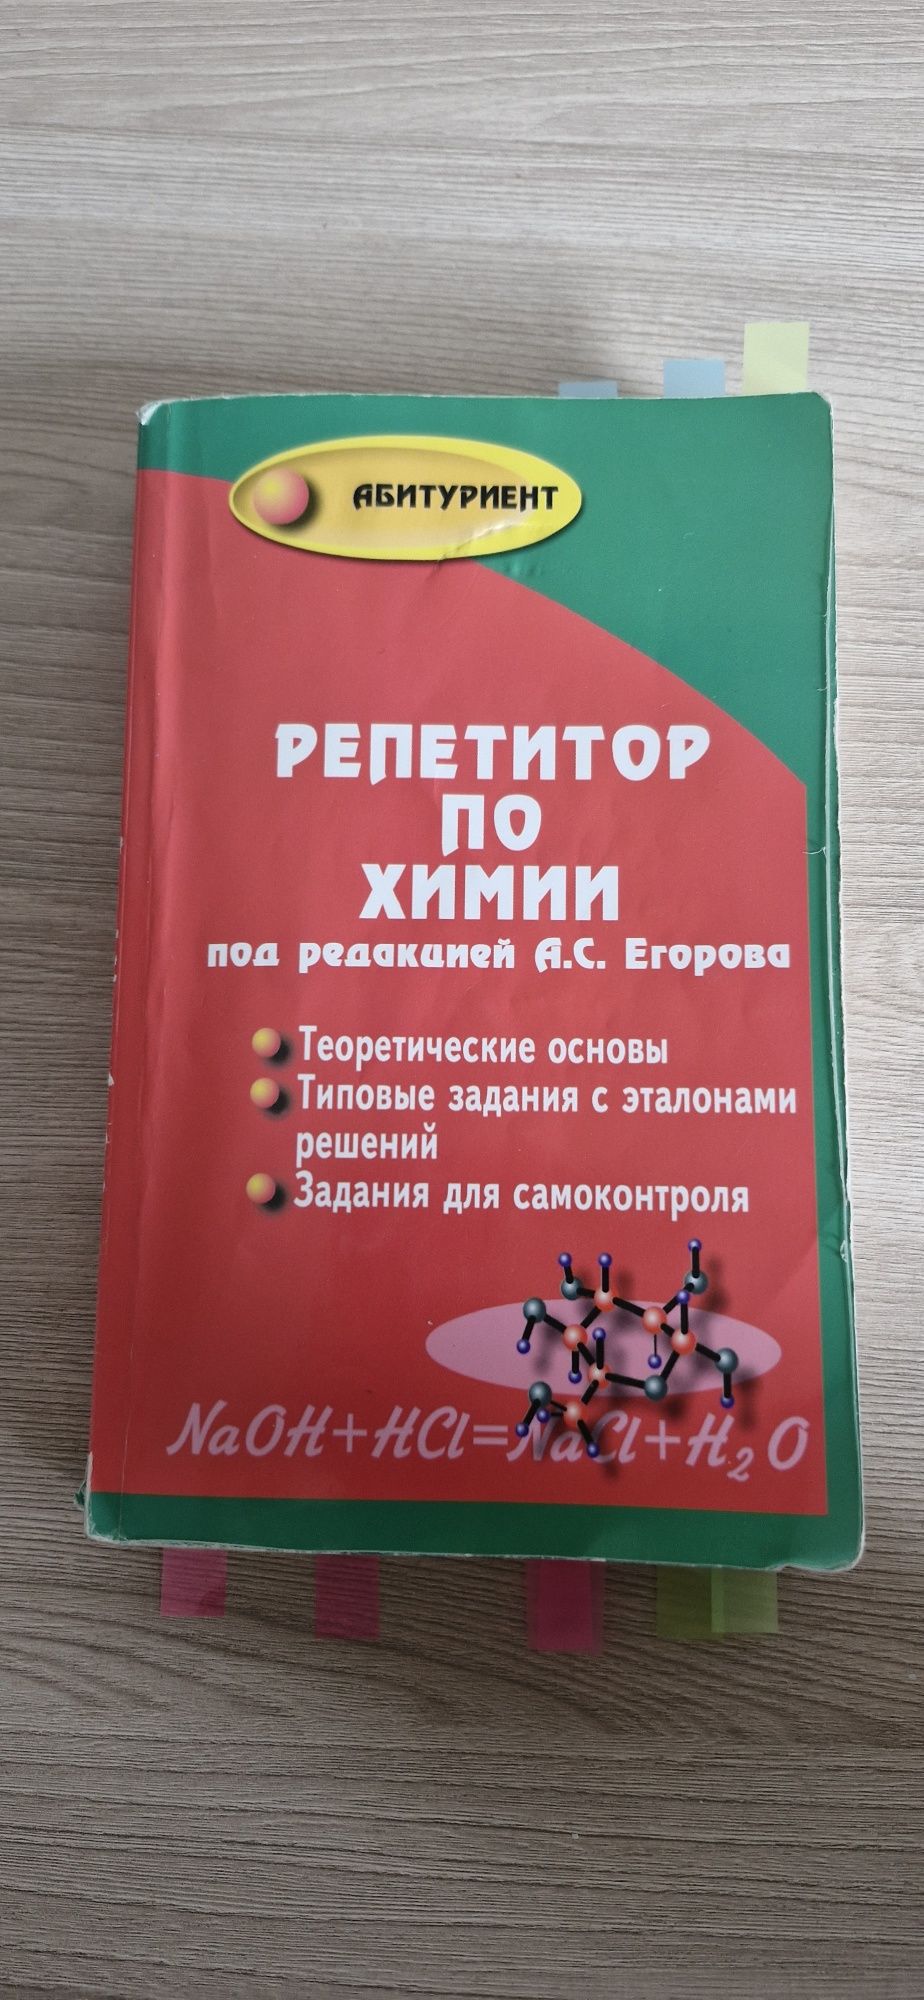 АБИТУРИЕНТ
РЕПЕТИТОР
ПО
ХИМИИ
под редакцией А.С. Егорова
Теоретические основы
Типовые задания с эталонами
решений
Задания для самоконтроля
NaOH+HCl=NaCl+H₂O